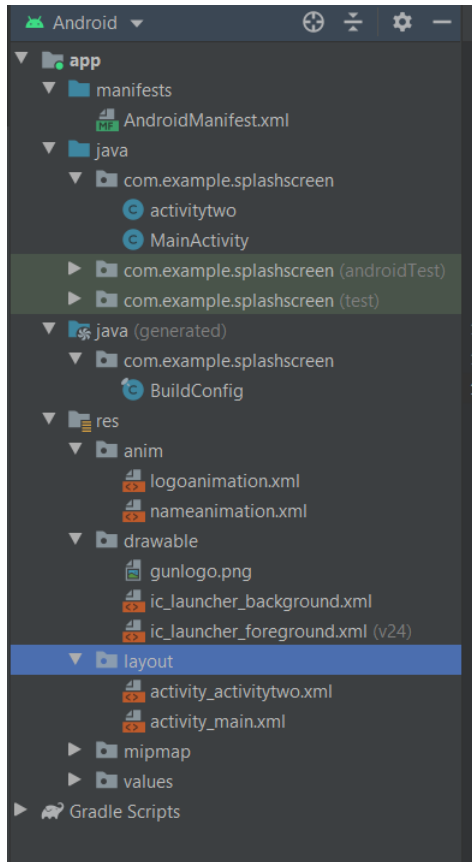 Android
app
manifests
AndroidManifest.xml
java
com.example.splashscreen
activitytwo
MainActivity
com.example.splashscreen (androidTest)
com.example.splashscreen (test)
java (generated)
com.example.splashscreen
BuildConfig
res
anim
logoanimation.xml
nameanimation.xml
drawable
gunlogo.png
ic_launcher_background.xml
ic_launcher_foreground.xml (v24)
layout
activity_activitytwo.xml
activity_main.xml
mipmap
values
Gradle Scripts